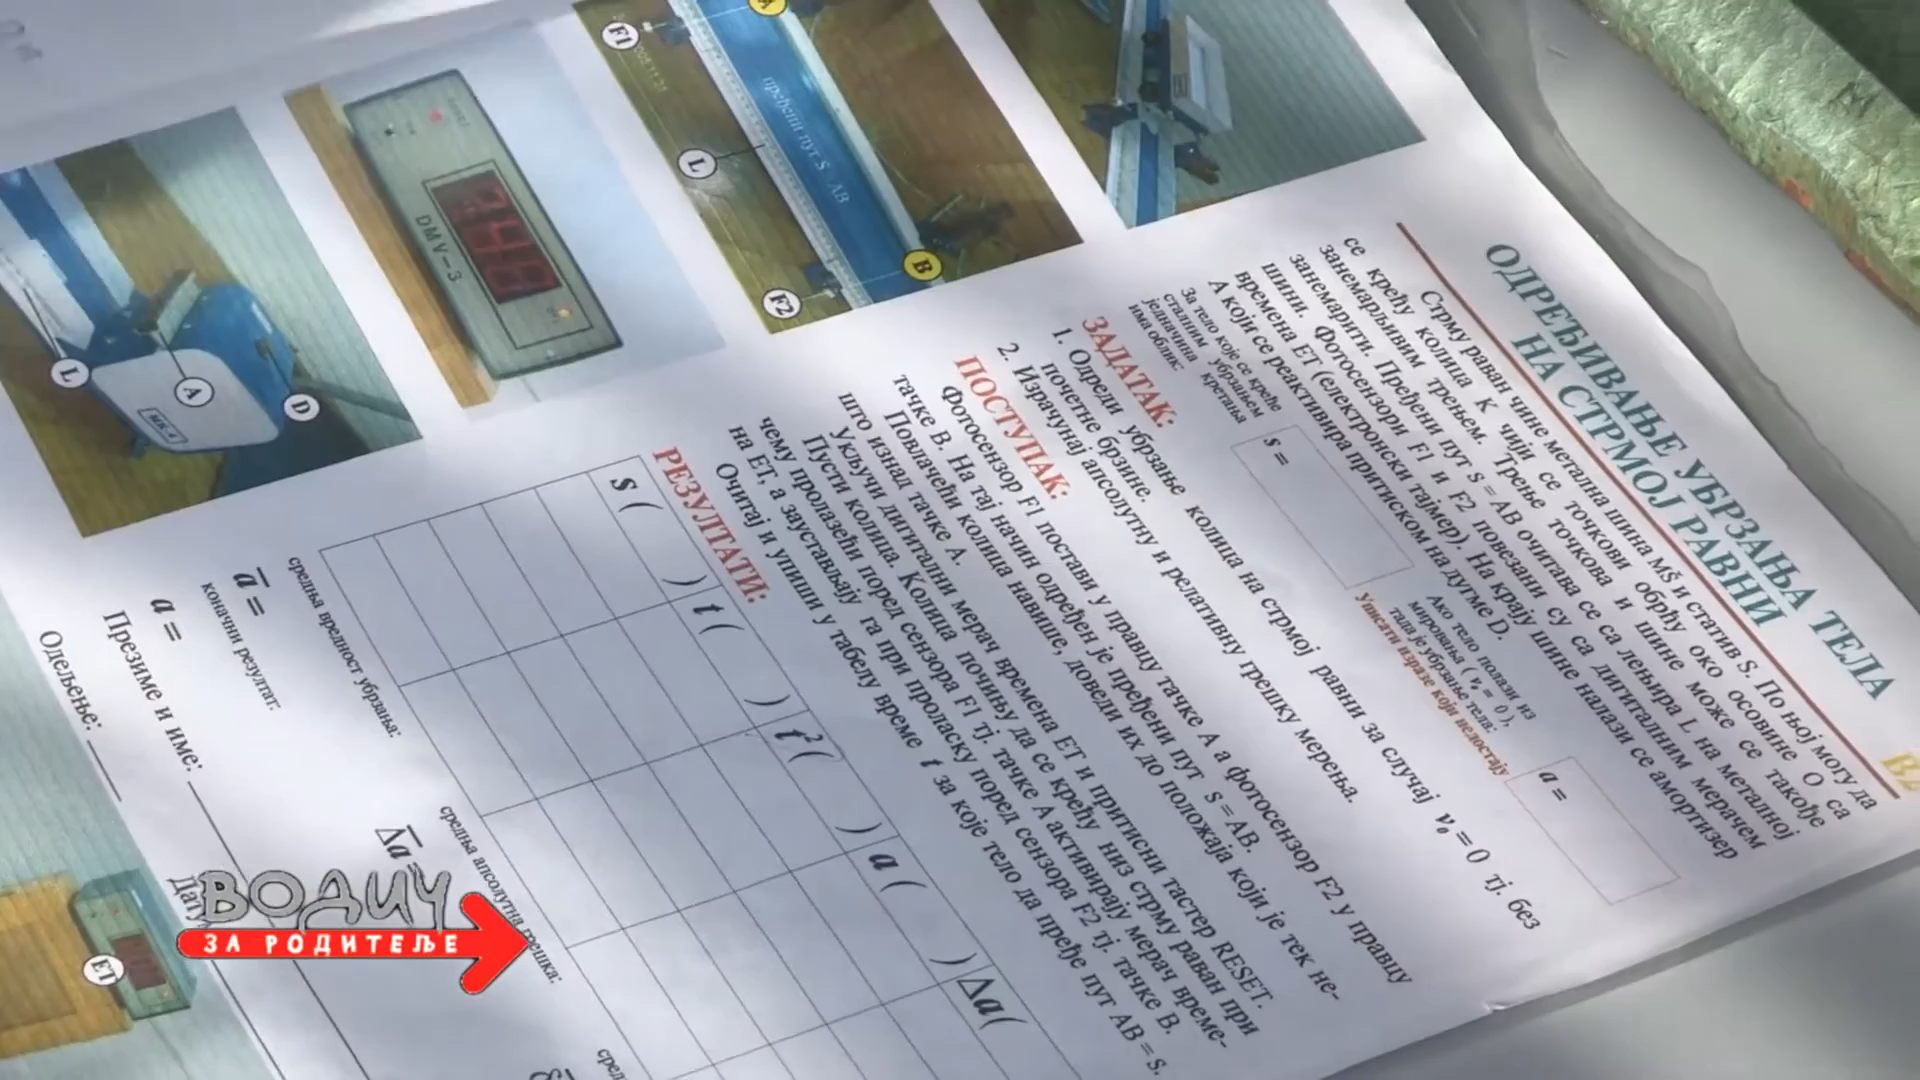 ОДРЕЂИВАЊЕ УБРЗАЊА ТЕЛА
НА СТРМОЈ РАВНИ
Стрму раван чине метална шина МŠ и статив S. По њој могу да
се крећу колица К чији се точкови обрћу око осовине О са
занемарљивим трењем. Трење точкова и шине може се такође
занемарити. Пређени пут s = AB очитава се са лењира L на металној
шини. Фотосензори F1 и F2 повезани су са дигиталним мерачем
времена ЕТ (електронски тајмер). На крају шине налази се амортизер
А који се реактивира притиском на дугме D.
За тело које се креће
сталним убрзањем
једначина кретања
има облик:
s =
Ако тело полази из
мировања ( v₀ = 0 ),
тада је убрзање тела:
a =
Уписати изразе који недостају
ЗАДАТАК:
1. Одреди убрзање колица на стрмој равни за случај v₀ = 0 тј. без
почетне брзине.
2. Израчунај апсолутну и релативну грешку мерења.
ПОСТУПАК:
Фотосензор F1 постави у правцу тачке А а фотосензор F2 у правцу
тачке В. На тај начин одређен је пређени пут s = AB.
Повлачећи колица навише, доведи их до положаја који је тек не-
што изнад тачке А.
Укључи дигитални мерач времена ЕТ и притисни тастер RESET.
Пусти колица. Колица почињу да се крећу низ стрму раван при
чему пролазећи поред сензора F1 тј. тачке А активирају мерач време-
на ЕТ, а заустављају га при проласку поред сензора F2 тј. тачке В.
Очитај и упиши у табелу време t за које тело да пређе пут AB = s.
РЕЗУЛТАТИ:
s ( ) t ( ) t² ( ) a ( ) Δa (
средња вредност убрзања:
a̅ =
средња апсолутна грешка:
Δa̅ =
коначни резултат:
a =
Презиме и име:
Одељење:
F1
L
F2
B
пређени пут S AB
DMV–3
L
A
D
МК-4
ET
ВОДИЧ
ЗА РОДИТЕЉЕ